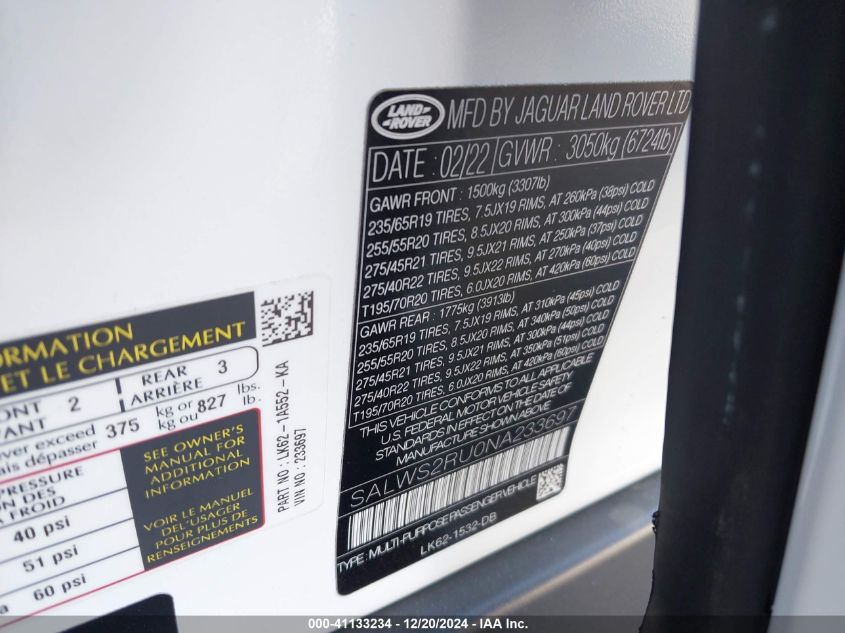 LAND ROVER
MFD BY JAGUAR LAND ROVER LTD
DATE : 02/22 GVWR : 3050kg (6724lb)
GAWR FRONT : 1500kg (3307lb)
235/65R19 TIRES, 7.5JX19 RIMS, AT 260kPa (38psi) COLD
255/55R20 TIRES, 8.5JX20 RIMS, AT 300kPa (44psi) COLD
275/45R21 TIRES, 9.5JX21 RIMS, AT 250kPa (37psi) COLD
275/40R22 TIRES, 9.5JX22 RIMS, AT 270kPa (40psi) COLD
T195/70R20 TIRES, 6.0JX20 RIMS, AT 420kPa (60psi) COLD
GAWR REAR : 1775kg (3913lb)
235/65R19 TIRES, 7.5JX19 RIMS, AT 310kPa (45psi) COLD
255/55R20 TIRES, 8.5JX20 RIMS, AT 340kPa (50psi) COLD
275/45R21 TIRES, 9.5JX21 RIMS, AT 300kPa (44psi) COLD
275/40R22 TIRES, 9.5JX22 RIMS, AT 350kPa (51psi) COLD
T195/70R20 TIRES, 6.0JX20 RIMS, AT 420kPa (60psi) COLD
THIS VEHICLE CONFORMS TO ALL APPLICABLE
U.S. FEDERAL MOTOR VEHICLE SAFETY
STANDARDS IN EFFECT ON THE DATE OF
MANUFACTURE SHOWN ABOVE
SALWS2RU0NA233697
TYPE : MULTI-PURPOSE PASSENGER VEHICLE
LK62-1532-DB
ORMATION
ET LE CHARGEMENT
ONT 2 REAR 3
VANT ARRIÈRE
ver exceed 375 kg or 827 lbs.
ais dépasser kg ou lb.
PRESSURE
ON DES
À FROID
40 psi
51 psi
a 60 psi
SEE OWNER'S
MANUAL FOR
ADDITIONAL
INFORMATION
VOIR LE MANUEL
DE L'USAGER
POUR PLUS DE
RENSEIGNEMENTS
PART NO : LK62-1A552-KA
VIN NO : 233697
000-41133234 • 12/20/2024 • IAA Inc.